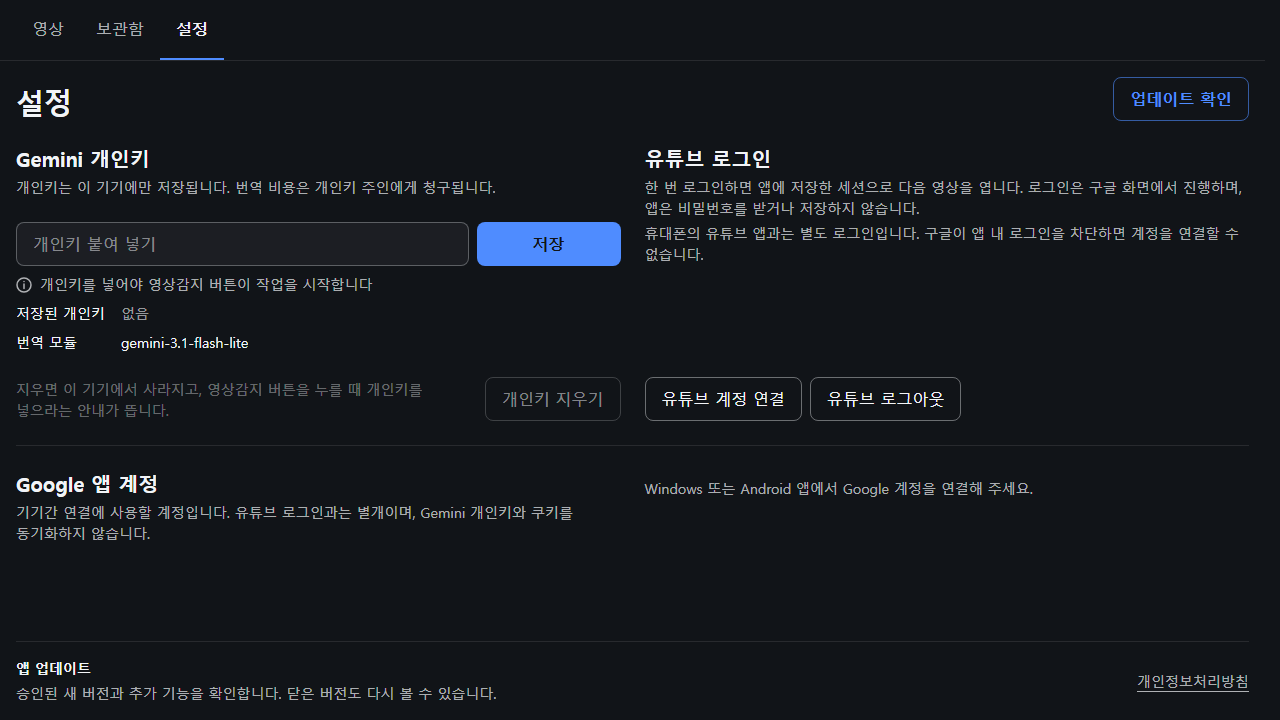 영상 보관함 설정
설정
업데이트 확인
Gemini 개인키
개인키는 이 기기에만 저장됩니다. 번역 비용은 개인키 주인에게 청구됩니다.
개인키 붙여 넣기
저장
개인키를 넣어야 영상감지 버튼이 작업을 시작합니다
저장된 개인키 없음
번역 모듈 gemini-3.1-flash-lite
지우면 이 기기에서 사라지고, 영상감지 버튼을 누를 때 개인키를
넣으라는 안내가 뜹니다.
개인키 지우기
유튜브 로그인
한 번 로그인하면 앱에 저장한 세션으로 다음 영상을 엽니다. 로그인은 구글 화면에서 진행하며,
앱은 비밀번호를 받거나 저장하지 않습니다.
휴대폰의 유튜브 앱과는 별도 로그인입니다. 구글이 앱 내 로그인을 차단하면 계정을 연결할 수
없습니다.
유튜브 계정 연결
유튜브 로그아웃
Google 앱 계정
기기간 연결에 사용할 계정입니다. 유튜브 로그인과는 별개이며, Gemini 개인키와 쿠키를
동기화하지 않습니다.
Windows 또는 Android 앱에서 Google 계정을 연결해 주세요.
앱 업데이트
승인된 새 버전과 추가 기능을 확인합니다. 닫은 버전도 다시 볼 수 있습니다.
개인정보처리방침